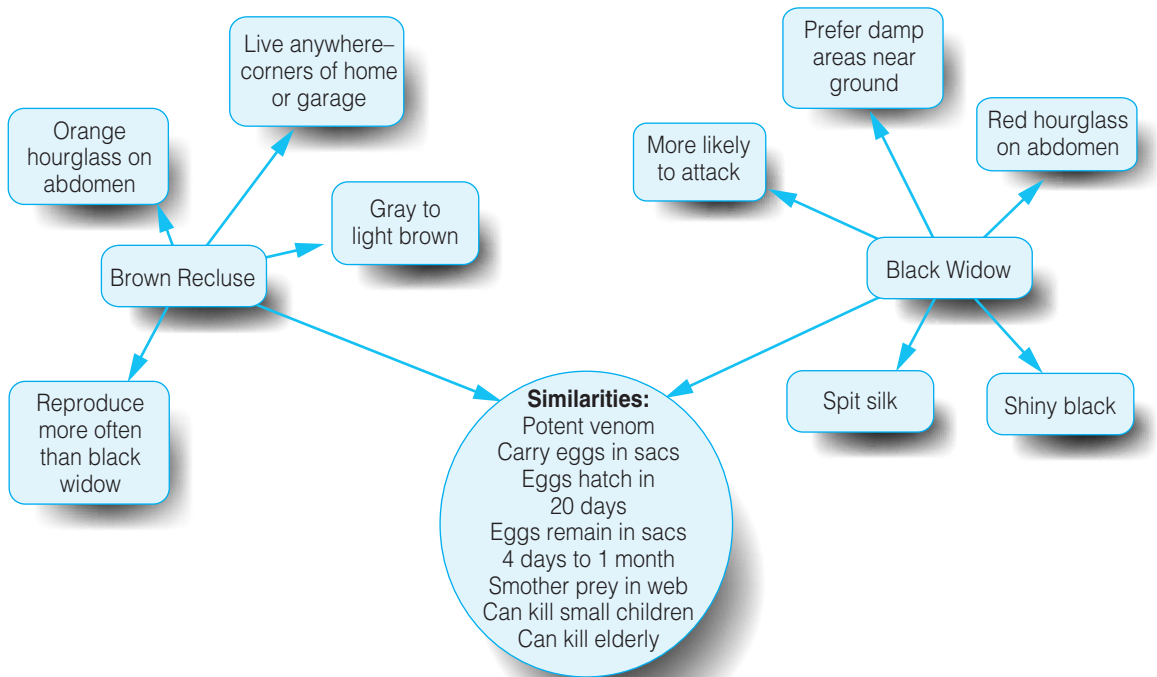 Live anywhere–
corners of home
or garage
Orange
hourglass on
abdomen
Gray to
light brown
Brown Recluse
Reproduce
more often
than black
widow
Prefer damp
areas near
ground
More likely
to attack
Red hourglass
on abdomen
Black Widow
Spit silk
Shiny black
Similarities:
Potent venom
Carry eggs in sacs
Eggs hatch in
20 days
Eggs remain in sacs
4 days to 1 month
Smother prey in web
Can kill small children
Can kill elderly